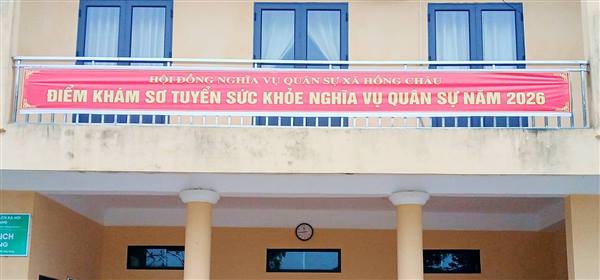 HỘI ĐỒNG NGHĨA VỤ QUÂN SỰ XÃ HỒNG CHÂU
ĐIỂM KHÁM SƠ TUYỂN SỨC KHỎE NGHĨA VỤ QUÂN SỰ NĂM 2026